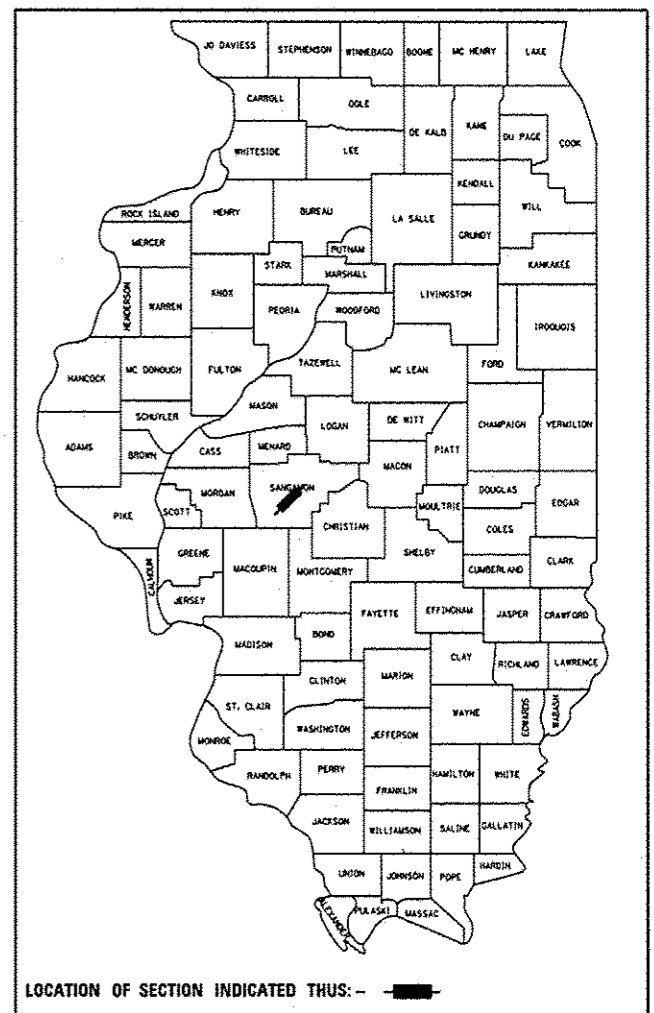 JO DAVIESS STEPHENSON WINNEBAGO BOONE MC HENRY LAKE
CARROLL OGLE DE KALB KANE DU PAGE COOK
WHITESIDE LEE
KENDALL WILL
ROCK ISLAND HENRY BUREAU LA SALLE GRUNDY
MERCER PUTNAM
STARK MARSHALL KANKAKEE
HENDERSON WARREN KNOX PEORIA WOODFORD LIVINGSTON IROQUOIS
HANCOCK MC DONOUGH FULTON TAZEWELL MC LEAN FORD
MASON
SCHUYLER LOGAN DE WITT CHAMPAIGN VERMILION
ADAMS BROWN CASS MENARD PIATT
MACON
SANGAMON DOUGLAS
PIKE SCOTT MORGAN CHRISTIAN MOULTRIE COLES EDGAR
SHELBY
GREENE MACOUPIN MONTGOMERY CUMBERLAND CLARK
CALHOUN JERSEY
FAYETTE EFFINGHAM JASPER CRAWFORD
MADISON BOND
CLAY RICHLAND LAWRENCE
CLINTON MARION
ST. CLAIR WAYNE EDWARDS WABASH
MONROE WASHINGTON JEFFERSON
RANDOLPH PERRY HAMILTON WHITE
FRANKLIN
JACKSON WILLIAMSON SALINE GALLATIN
UNION JOHNSON POPE HARDIN
ALEXANDER PULASKI MASSAC
LOCATION OF SECTION INDICATED THUS: -